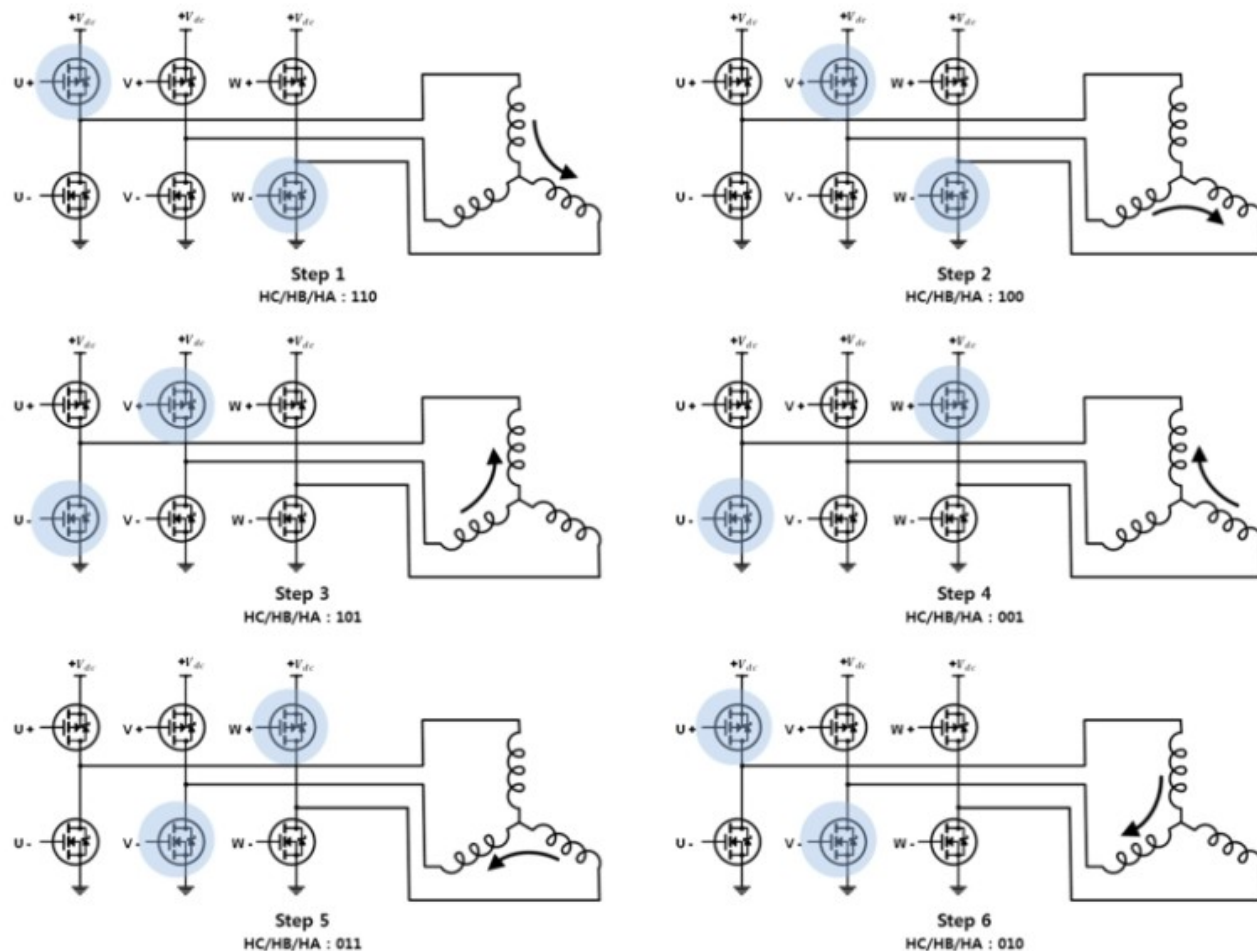 +Vdc +Vdc +Vdc
U+ V+ W+
U- V- W-
Step 1
HC/HB/HA : 110
+Vdc +Vdc +Vdc
U+ V+ W+
U- V- W-
Step 2
HC/HB/HA : 100
+Vdc +Vdc +Vdc
U+ V+ W+
U- V- W-
Step 3
HC/HB/HA : 101
+Vdc +Vdc +Vdc
U+ V+ W+
U- V- W-
Step 4
HC/HB/HA : 001
+Vdc +Vdc +Vdc
U+ V+ W+
U- V- W-
Step 5
HC/HB/HA : 011
+Vdc +Vdc +Vdc
U+ V+ W+
U- V- W-
Step 6
HC/HB/HA : 010